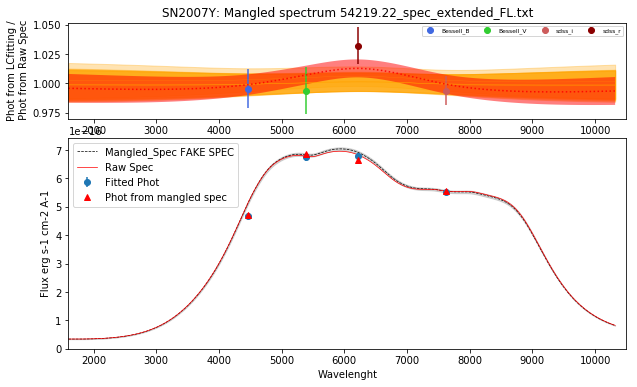 SN2007Y: Mangled spectrum 54219.22_spec_extended_FL.txt
Phot from LCfitting /
Phot from Raw Spec
1.050
1.025
1.000
0.975
Bessell_B
Bessell_V
sdss_i
sdss_r
1e−16
3000 4000 5000 6000 7000 8000 9000 10000
Flux erg s-1 cm-2 A-1
7
6
5
4
3
2
1
0
Mangled_Spec FAKE SPEC
Raw Spec
Fitted Phot
Phot from mangled spec
2000 3000 4000 5000 6000 7000 8000 9000 10000
Wavelenght